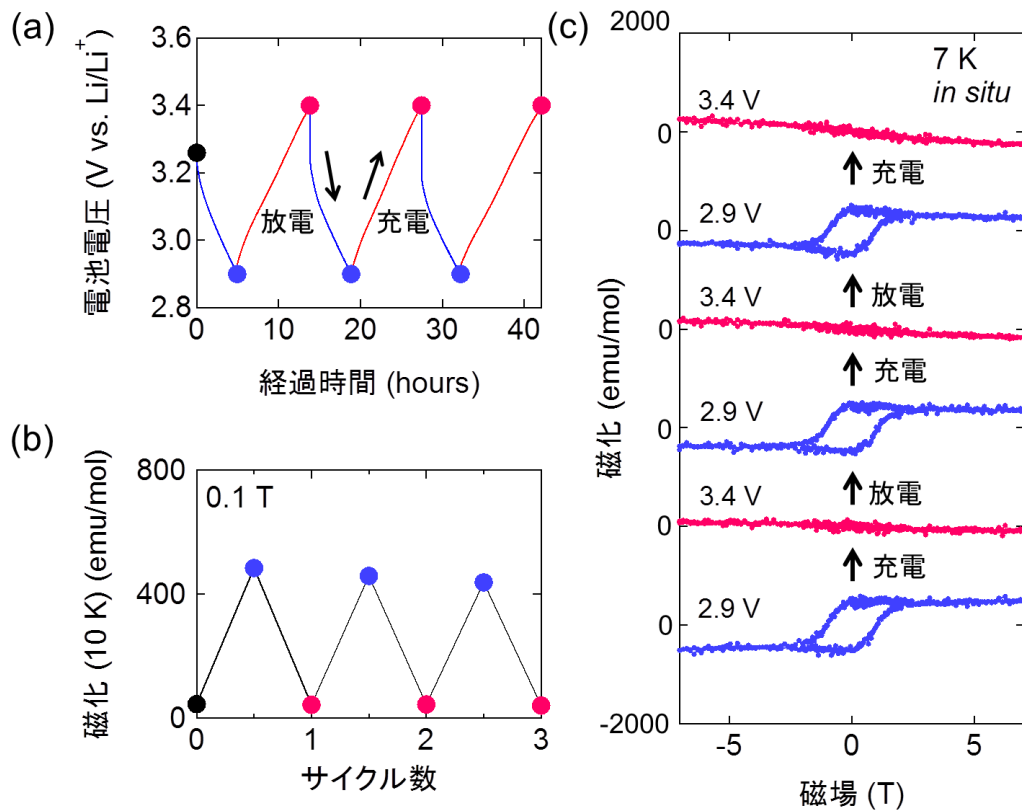 (a)
電池電圧 (V vs. Li/Li⁺)
3.6
3.4
3.2
3.0
2.8
放電
充電
0
10
20
30
40
経過時間 (hours)
(b)
磁化 (10 K) (emu/mol)
800
400
0
0.1 T
0
1
2
3
サイクル数
(c)
磁化 (emu/mol)
2000
7 K
in situ
3.4 V
0
充電
2.9 V
0
放電
3.4 V
0
充電
2.9 V
0
放電
3.4 V
0
充電
2.9 V
0
-2000
-5
0
5
磁場 (T)